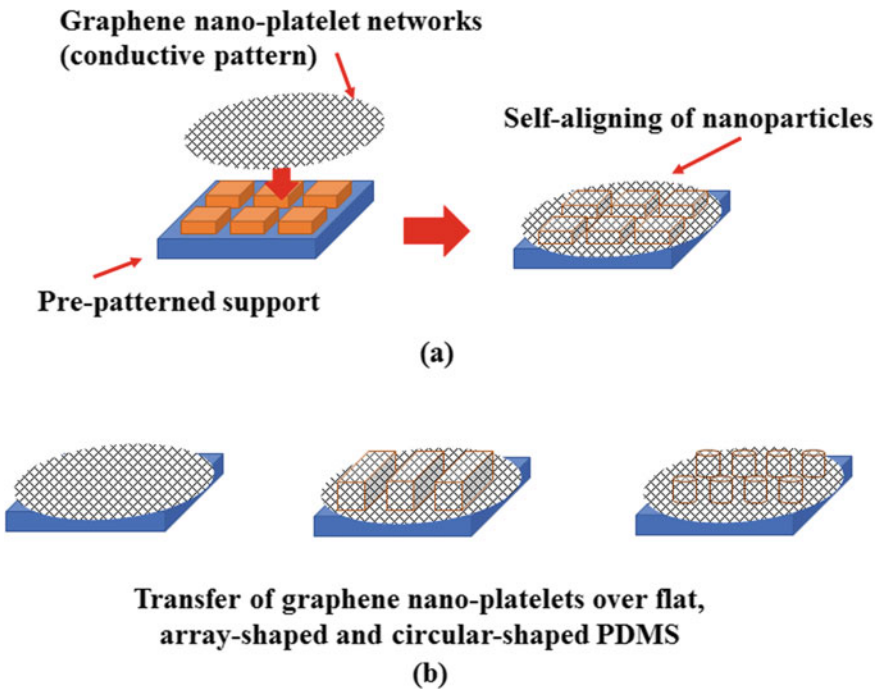 Graphene nano-platelet networks
(conductive pattern)
Self-aligning of nanoparticles
Pre-patterned support
(a)
Transfer of graphene nano-platelets over flat,
array-shaped and circular-shaped PDMS
(b)